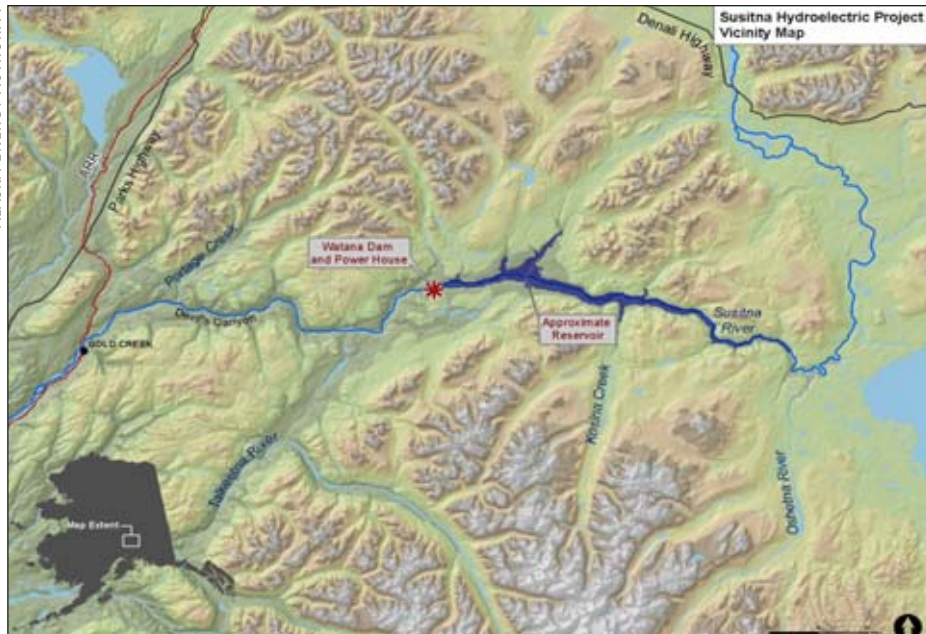 Susitna Hydroelectric Project
Vicinity Map
Denali Highway
ARR
Parks Highway
Portage Creek
Watana Dam
and Power House
Devil's Canyon
GOLD CREEK
Approximate
Reservoir
Susitna
River
Kosina Creek
Talkeetna River
Oshetna River
Map Extent